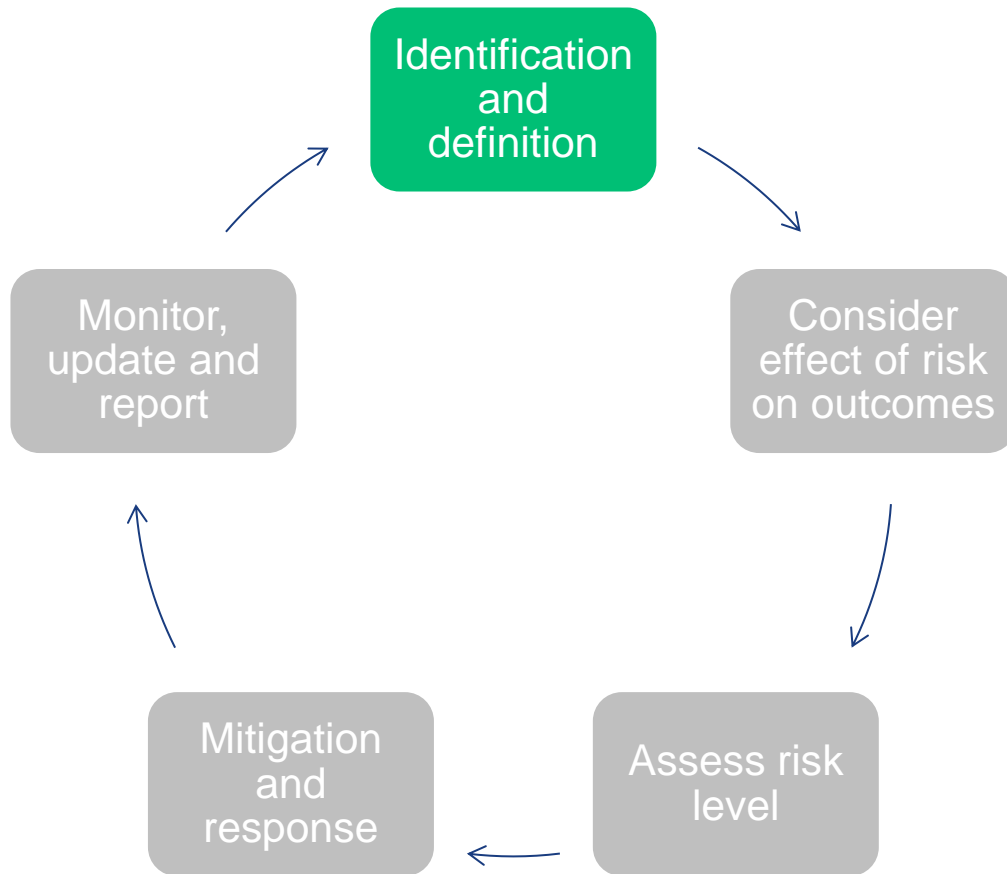 Identification
and
definition
Consider
effect of risk
on outcomes
Assess risk
level
Mitigation
and
response
Monitor,
update and
report